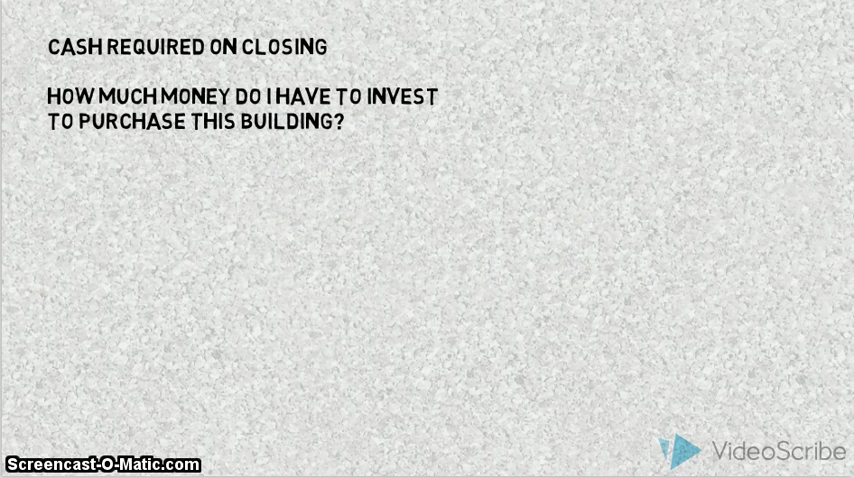 CASH REQUIRED ON CLOSING
HOW MUCH MONEY DO I HAVE TO INVEST
TO PURCHASE THIS BUILDING?
Screencast-O-Matic.com
VideoScribe